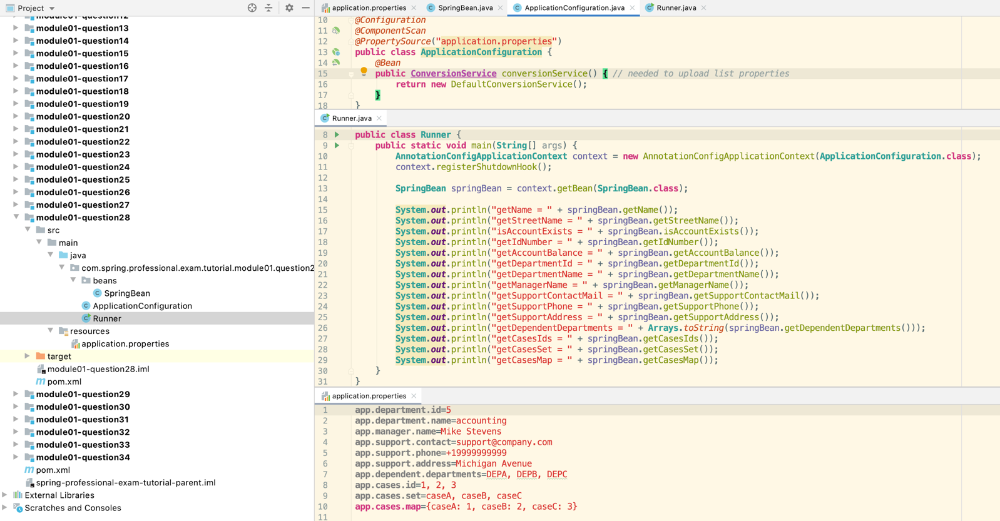 Project
module01-question12
module01-question13
module01-question14
module01-question15
module01-question16
module01-question17
module01-question18
module01-question19
module01-question20
module01-question21
module01-question22
module01-question23
module01-question24
module01-question25
module01-question26
module01-question27
module01-question28
src
main
java
com.spring.professional.exam.tutorial.module01.question2
beans
SpringBean
ApplicationConfiguration
Runner
resources
application.properties
target
module01-question28.iml
pom.xml
module01-question29
module01-question30
module01-question31
module01-question32
module01-question33
module01-question34
pom.xml
spring-professional-exam-tutorial-parent.iml
External Libraries
Scratches and Consoles
application.properties SpringBean.java ApplicationConfiguration.java Runner.java
10 @Configuration
11 @ComponentScan
12 @PropertySource("application.properties")
13 public class ApplicationConfiguration {
14 @Bean
15 public ConversionService conversionService() { // needed to upload list properties
16 return new DefaultConversionService();
17 }
18 }
Runner.java
8 public class Runner {
9 public static void main(String[] args) {
10 AnnotationConfigApplicationContext context = new AnnotationConfigApplicationContext(ApplicationConfiguration.class);
11 context.registerShutdownHook();
12
13 SpringBean springBean = context.getBean(SpringBean.class);
14
15 System.out.println("getName = " + springBean.getName());
16 System.out.println("getStreetName = " + springBean.getStreetName());
17 System.out.println("isAccountExists = " + springBean.isAccountExists());
18 System.out.println("getIdNumber = " + springBean.getIdNumber());
19 System.out.println("getAccountBalance = " + springBean.getAccountBalance());
20 System.out.println("getDepartmentId = " + springBean.getDepartmentId());
21 System.out.println("getDepartmentName = " + springBean.getDepartmentName());
22 System.out.println("getManagerName = " + springBean.getManagerName());
23 System.out.println("getSupportContactMail = " + springBean.getSupportContactMail());
24 System.out.println("getSupportPhone = " + springBean.getSupportPhone());
25 System.out.println("getSupportAddress = " + springBean.getSupportAddress());
26 System.out.println("getDependentDepartments = " + Arrays.toString(springBean.getDependentDepartments()));
27 System.out.println("getCasesIds = " + springBean.getCasesIds());
28 System.out.println("getCasesSet = " + springBean.getCasesSet());
29 System.out.println("getCasesMap = " + springBean.getCasesMap());
30 }
31 }
application.properties
1 app.department.id=5
2 app.department.name=accounting
3 app.manager.name=Mike Stevens
4 app.support.contact=support@company.com
5 app.support.phone=+19999999999
6 app.support.address=Michigan Avenue
7 app.dependent.departments=DEPA, DEPB, DEPC
8 app.cases.id=1, 2, 3
9 app.cases.set=caseA, caseB, caseC
10 app.cases.map={caseA: 1, caseB: 2, caseC: 3}
11